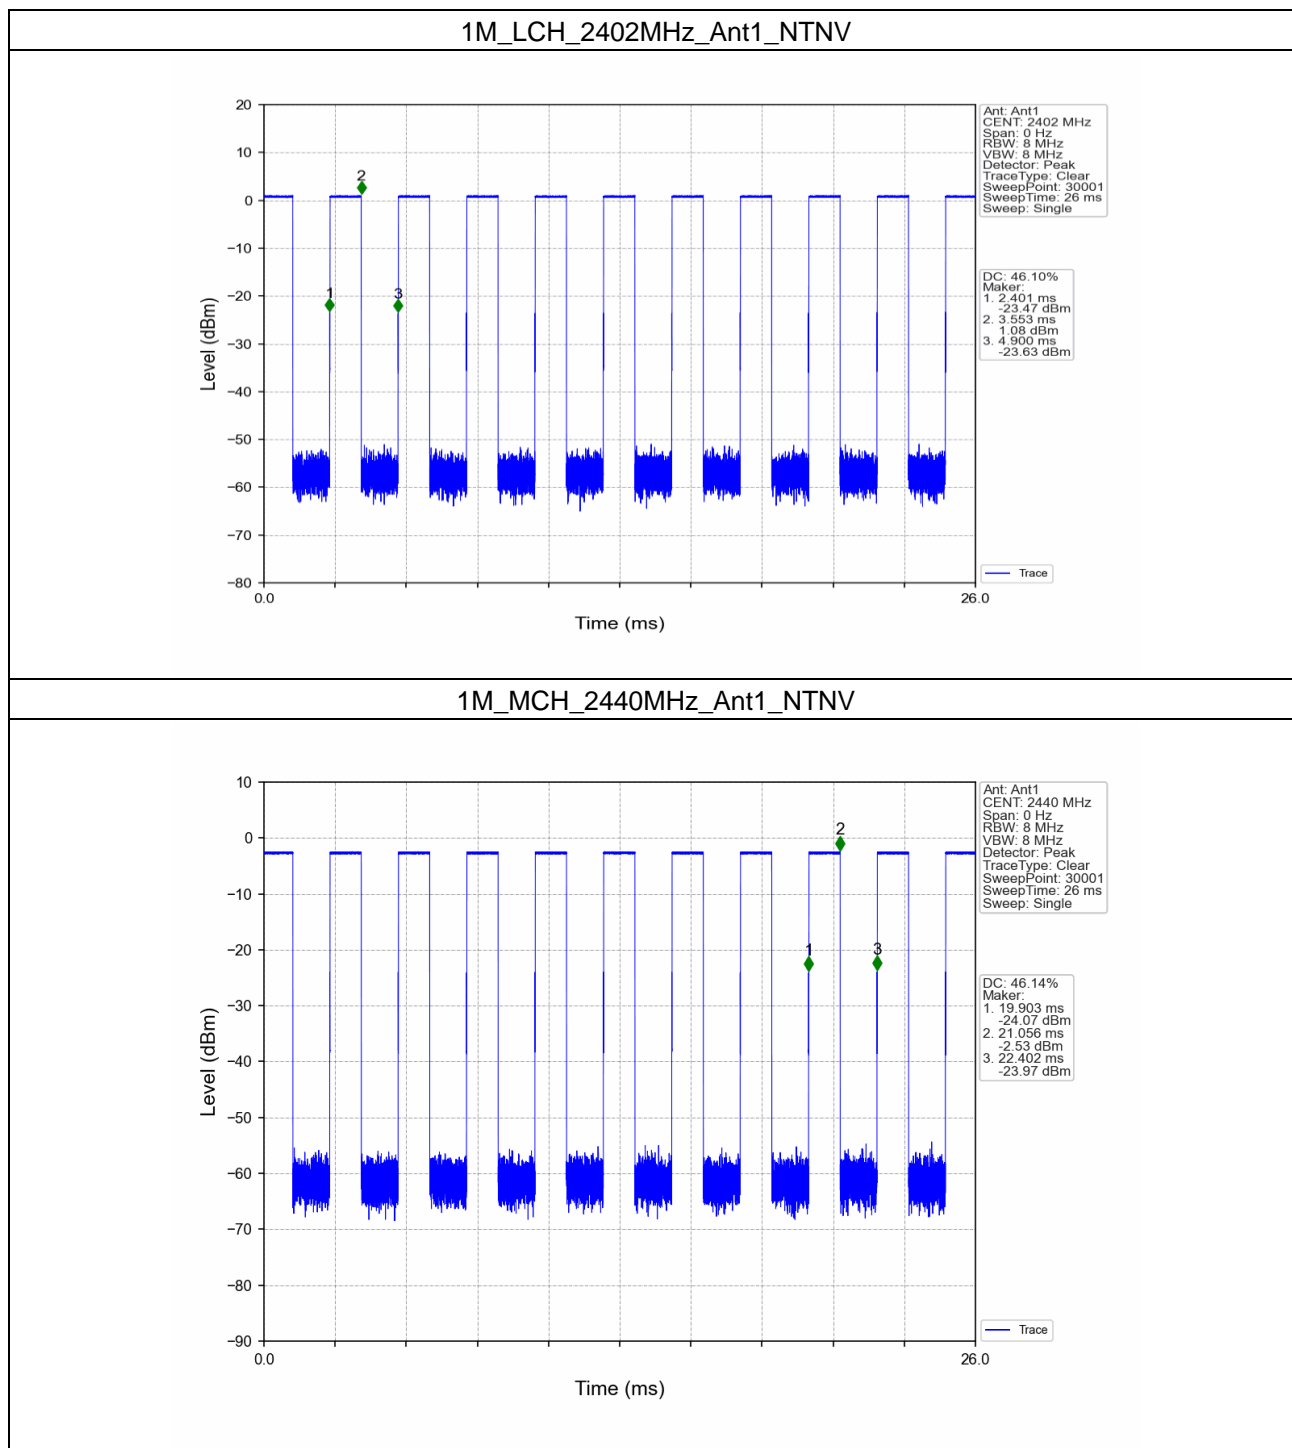 1M_LCH_2402MHz_Ant1_NTNV
20
10
0
−10
−20
−30
−40
−50
−60
−70
−80
Level (dBm)
0.0
26.0
Time (ms)
1
2
3
Ant: Ant1
CENT: 2402 MHz
Span: 0 Hz
RBW: 8 MHz
VBW: 8 MHz
Detector: Peak
TraceType: Clear
SweepPoint: 30001
SweepTime: 26 ms
Sweep: Single
DC: 46.10%
Maker:
1. 2.401 ms
-23.47 dBm
2. 3.553 ms
1.08 dBm
3. 4.900 ms
-23.63 dBm
Trace
1M_MCH_2440MHz_Ant1_NTNV
10
0
−10
−20
−30
−40
−50
−60
−70
−80
−90
Level (dBm)
0.0
26.0
Time (ms)
1
2
3
Ant: Ant1
CENT: 2440 MHz
Span: 0 Hz
RBW: 8 MHz
VBW: 8 MHz
Detector: Peak
TraceType: Clear
SweepPoint: 30001
SweepTime: 26 ms
Sweep: Single
DC: 46.14%
Maker:
1. 19.903 ms
-24.07 dBm
2. 21.056 ms
-2.53 dBm
3. 22.402 ms
-23.97 dBm
Trace